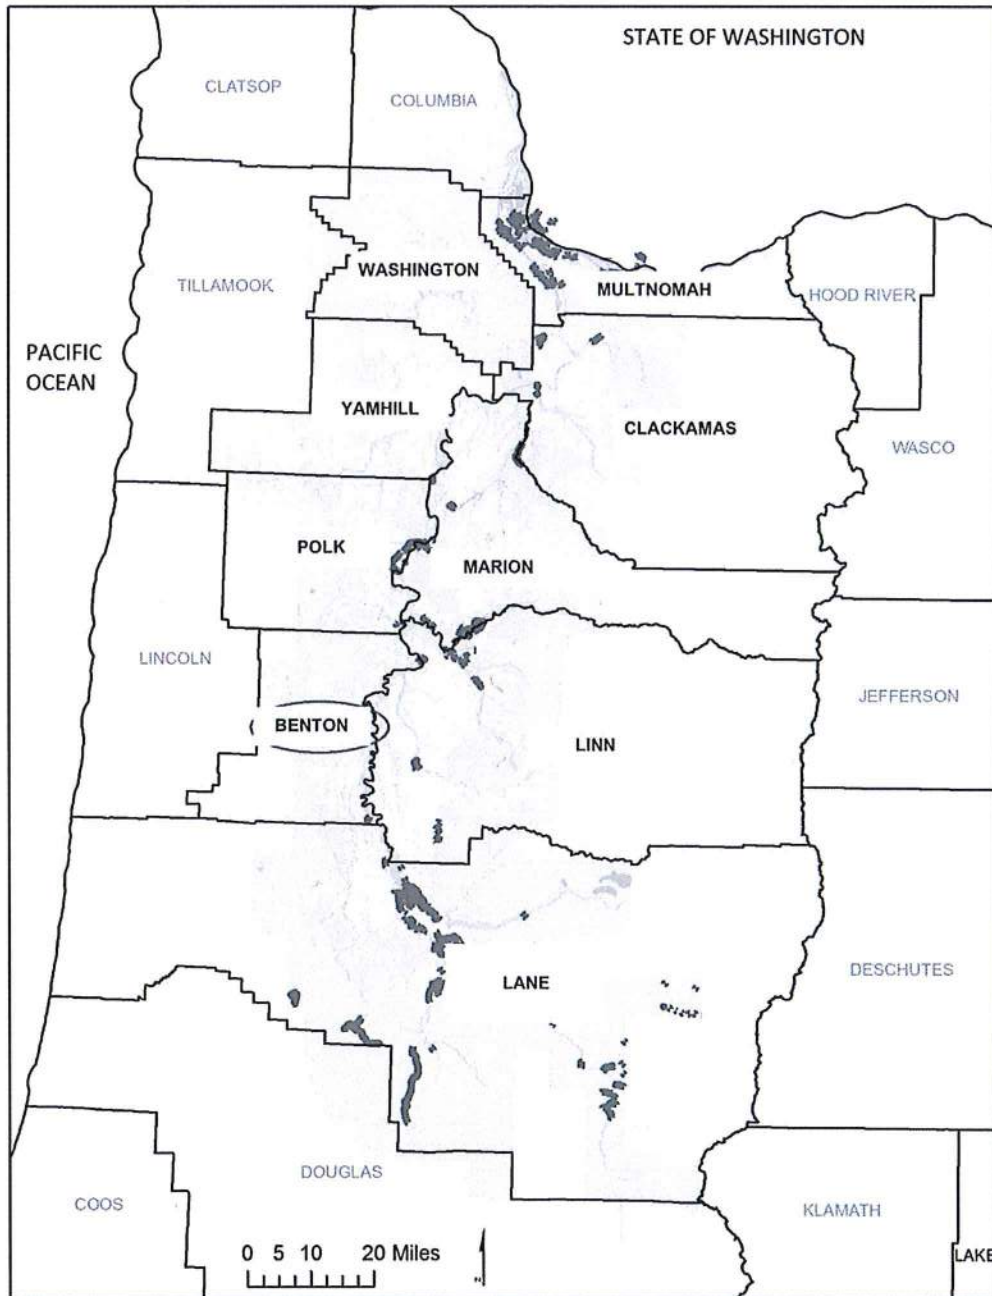 STATE OF WASHINGTON
CLATSOP
COLUMBIA
WASHINGTON
TILLAMOOK
MULTNOMAH
HOOD RIVER
PACIFIC
OCEAN
YAMHILL
CLACKAMAS
WASCO
POLK
MARION
LINCOLN
JEFFERSON
BENTON
LINN
DESCHUTES
LANE
DOUGLAS
COOS
KLAMATH
0 5 10 20 Miles
N
LAKE